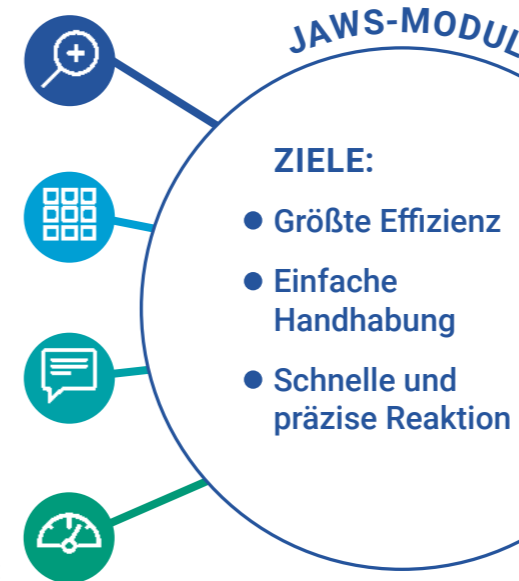 JAWS-MODUL
ZIELE:
Größte Effizienz
Einfache
Handhabung
Schnelle und
präzise Reaktion